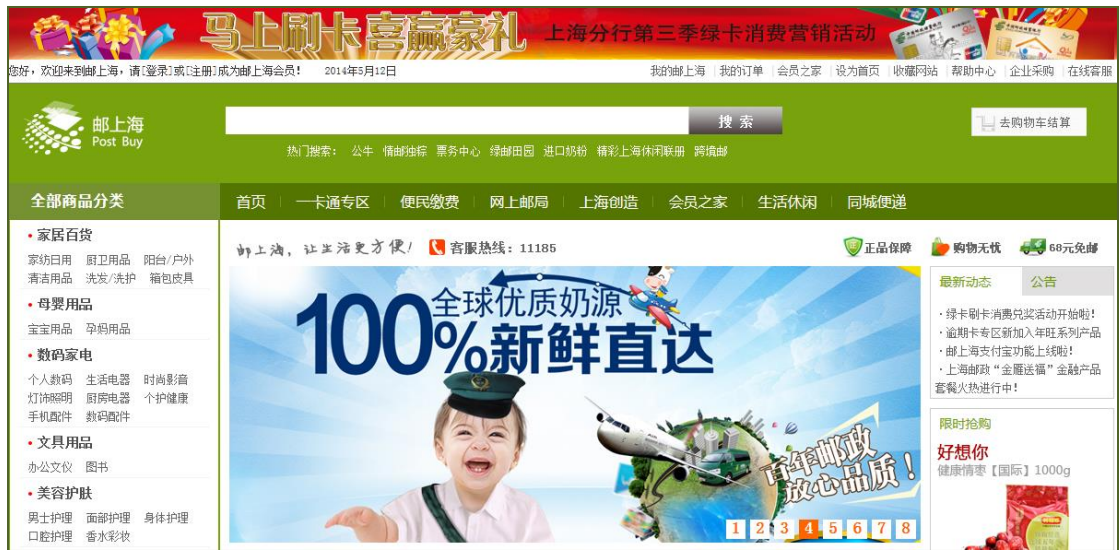 马上刷卡喜赢豪礼 上海分行第三季绿卡消费营销活动
您好，欢迎来到邮上海，请[登录]或[注册]成为邮上海会员！ 2014年5月12日
我的邮上海 | 我的订单 | 会员之家 | 设为首页 | 收藏网站 | 帮助中心 | 企业采购 | 在线客服
邮上海
Post Buy
搜索
去购物车结算
热门搜索： 公牛 情邮独粽 票务中心 绿邮田园 进口奶粉 精彩上海休闲联册 跨境邮
全部商品分类
首页 一卡通专区 便民缴费 网上邮局 上海创造 会员之家 生活休闲 同城便递
• 家居百货
家纺日用 厨卫用品 阳台/户外
清洁用品 洗发/洗护 箱包皮具
• 母婴用品
宝宝用品 孕妈用品
• 数码家电
个人数码 生活电器 时尚影音
灯饰照明 厨房电器 个护健康
手机配件 数码配件
• 文具用品
办公文仪 图书
• 美容护肤
男士护理 面部护理 身体护理
口腔护理 香水彩妆
邮上海，让生活更方便！ 客服热线：11185
正品保障 购物无忧 68元免邮
100%
全球优质奶源
新鲜直达
百年邮政
放心品质！
1 2 3 4 5 6 7 8
最新动态 公告
· 绿卡刷卡消费兑奖活动开始啦！
· 逾期卡专区新加入年旺系列产品
· 邮上海支付宝功能上线啦！
· 上海邮政“金雁送福”金融产品
套餐火热进行中！
限时抢购
好想你
健康情枣【国际】1000g